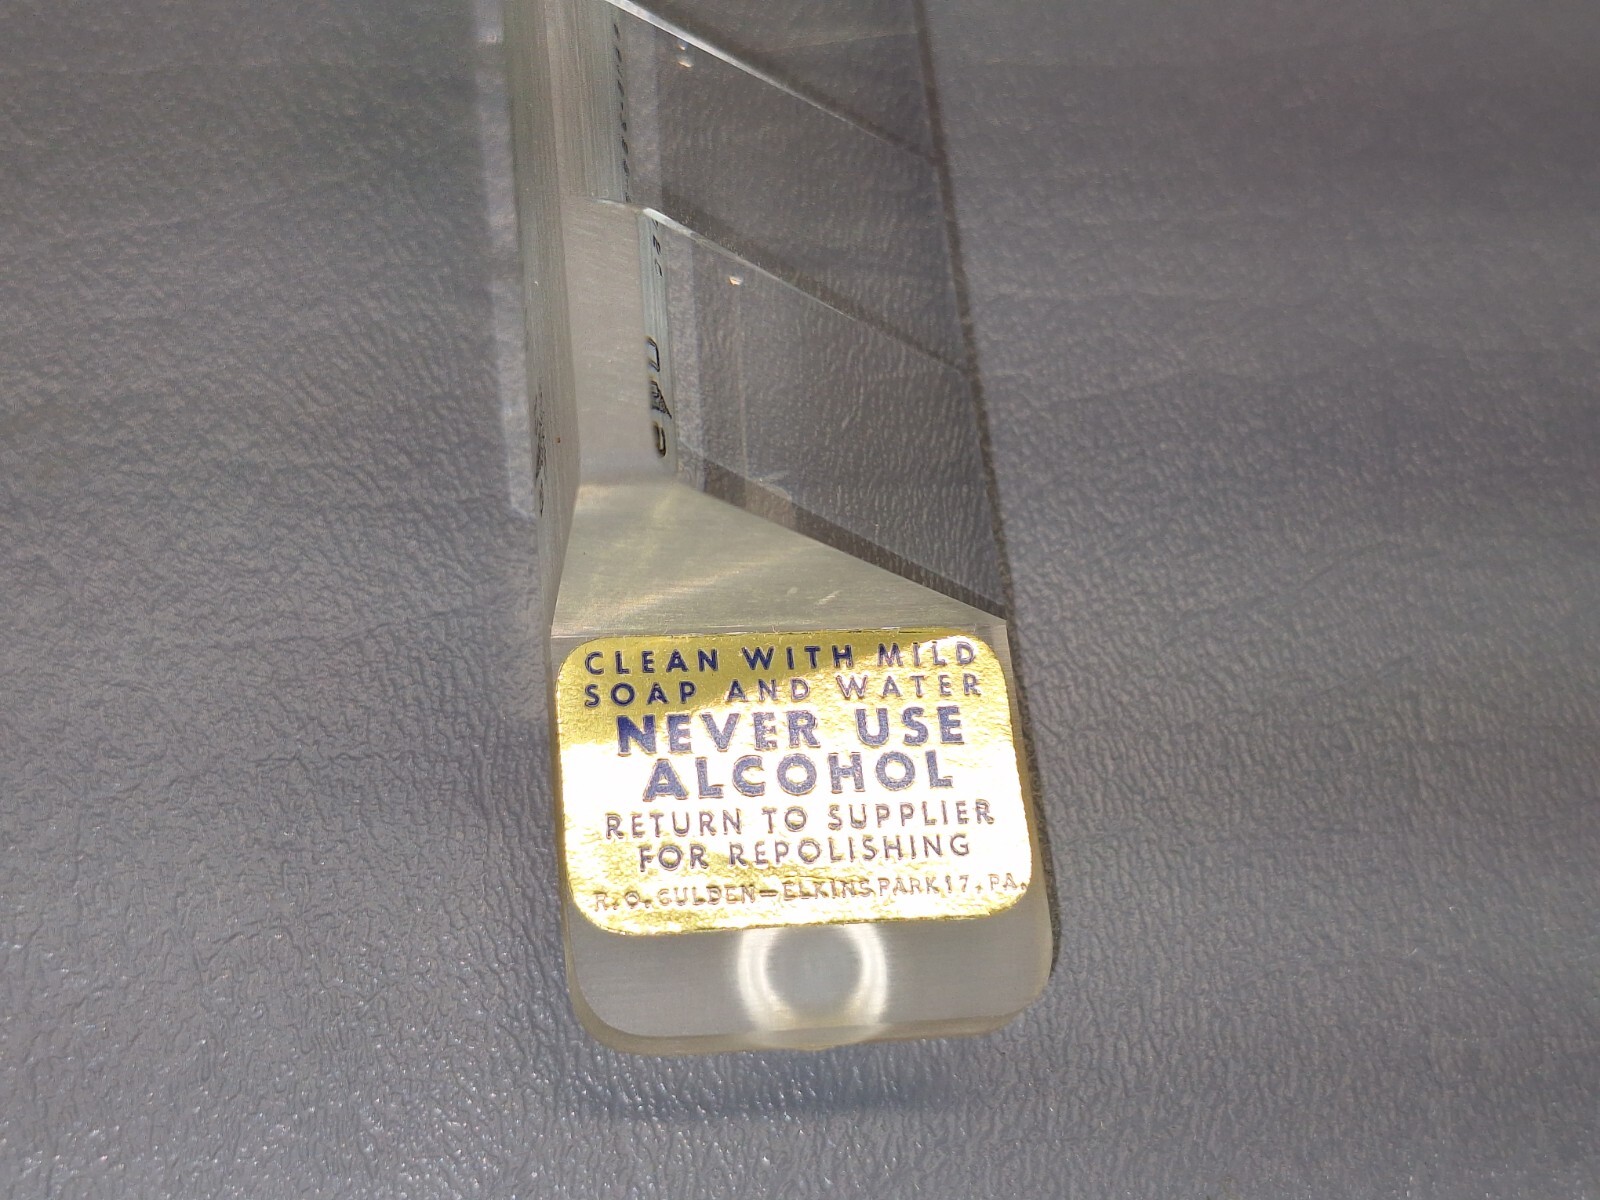 CLEAN WITH MILD
SOAP AND WATER
NEVER USE
ALCOHOL
RETURN TO SUPPLIER
FOR REPOLISHING
R.O. GULDEN—ELKINS PARK 17, PA.